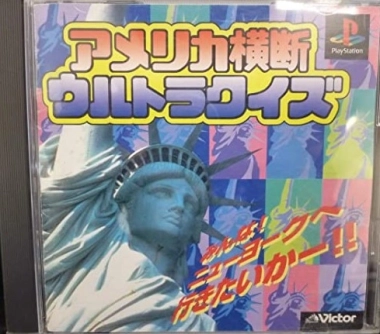 アメリカ横断
ウルトラクイズ
PlayStation
みんな!
ニューヨークへ
行きたいかー!!
Victor